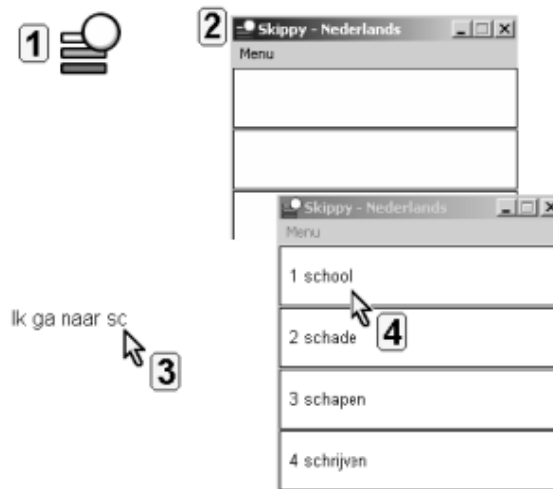 1
2
Skippy - Nederlands
Menu
Skippy - Nederlands
Menu
1 school
4
2 schade
Ik ga naar sc
3
3 schapen
4 schrijven